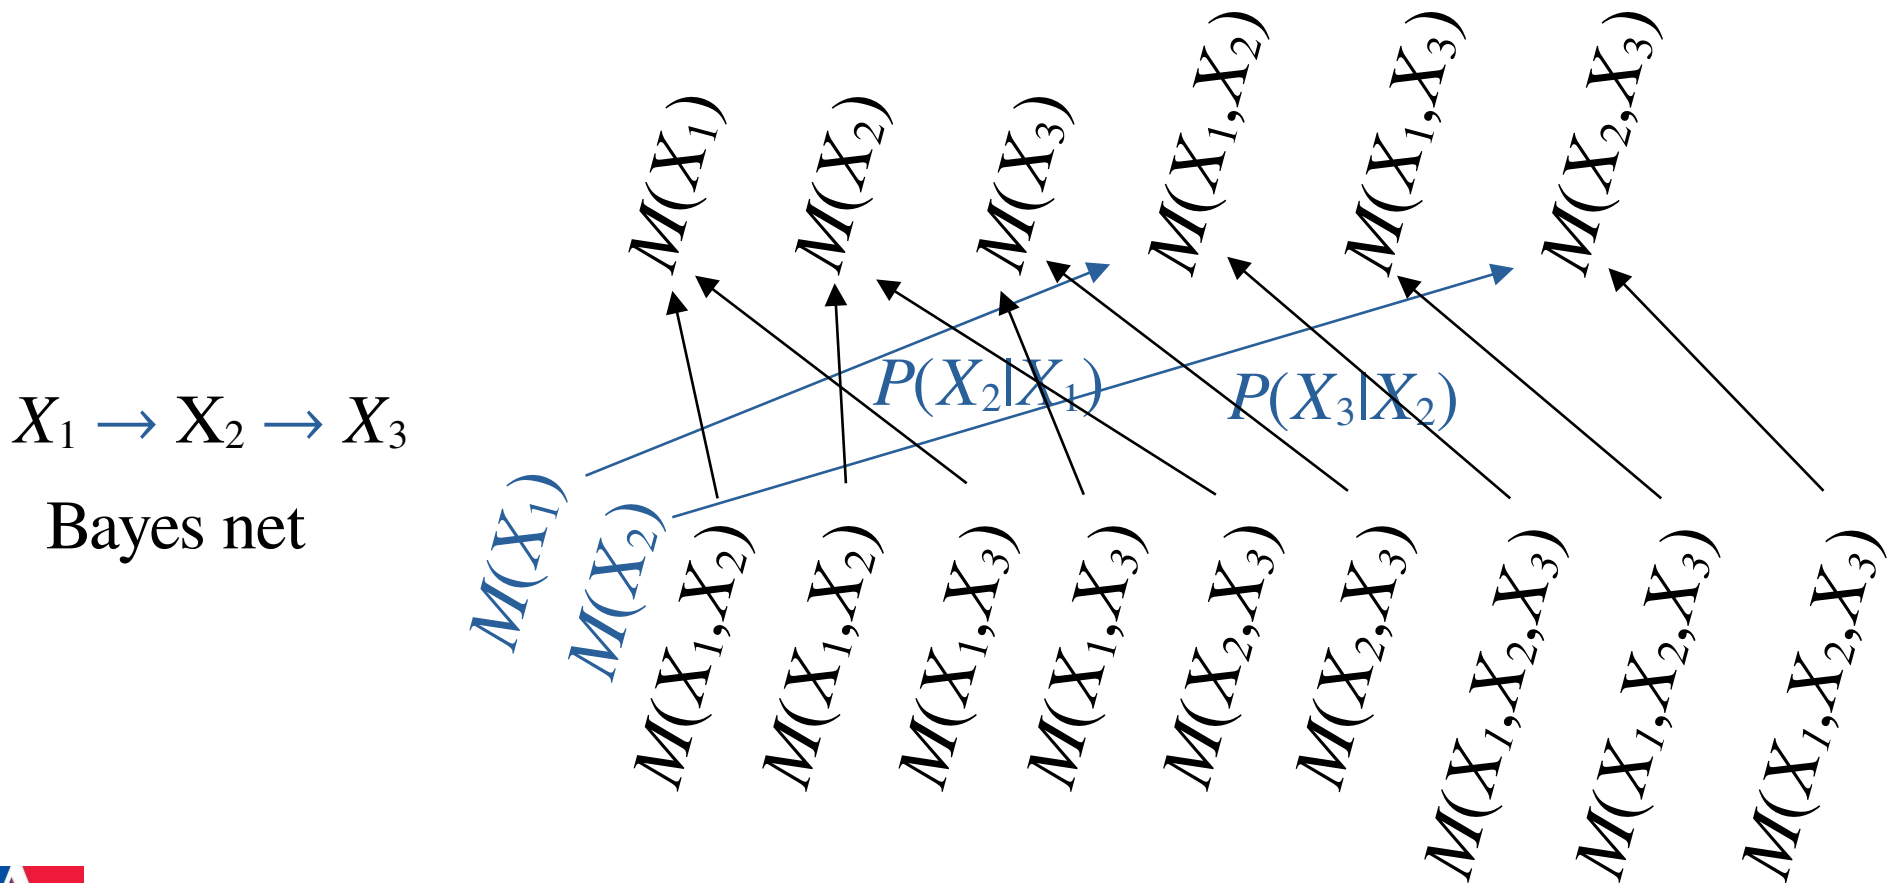 M(X₁)
M(X₂)
M(X₃)
M(X₁,X₂)
M(X₁,X₃)
M(X₂,X₃)
P(X₂|X₁)
P(X₃|X₂)
X₁ → X₂ → X₃
Bayes net
M(X₁)
M(X₂)
M(X₁,X₂)
M(X₁,X₂)
M(X₁,X₃)
M(X₁,X₃)
M(X₂,X₃)
M(X₂,X₃)
M(X₁,X₂,X₃)
M(X₁,X₂,X₃)
M(X₁,X₂,X₃)